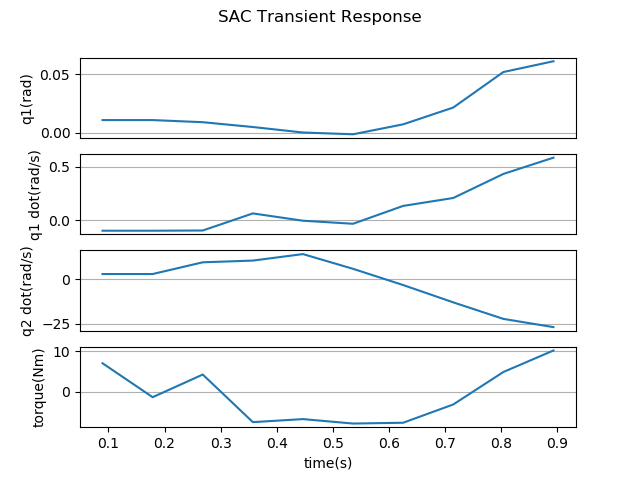 SAC Transient Response
q1(rad)
0.05
0.00
q1 dot(rad/s)
0.5
0.0
q2 dot(rad/s)
0
−25
torque(Nm)
10
0
0.1 0.2 0.3 0.4 0.5 0.6 0.7 0.8 0.9
time(s)